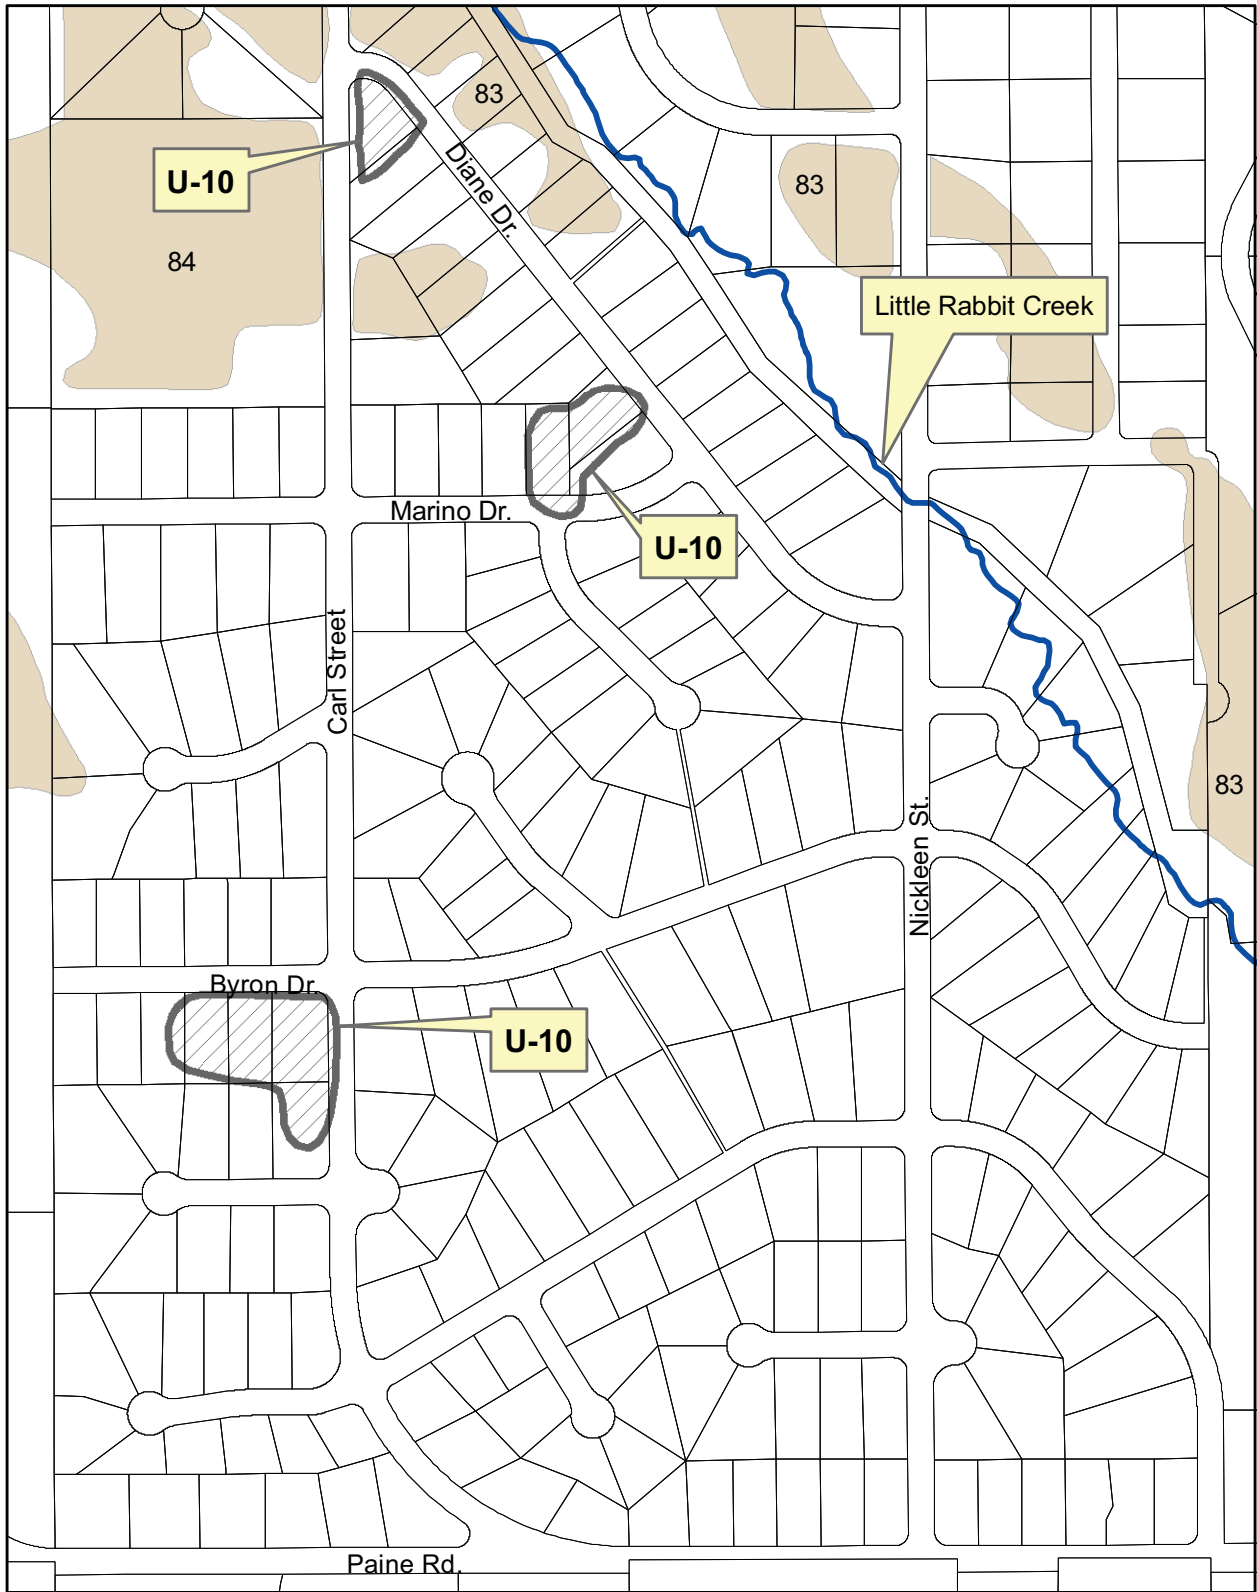 83
Diane Dr.
U-10
83
84
Little Rabbit Creek
Marino Dr.
U-10
Carl Street
83
Nickleen St.
Byron Dr.
U-10
Paine Rd.